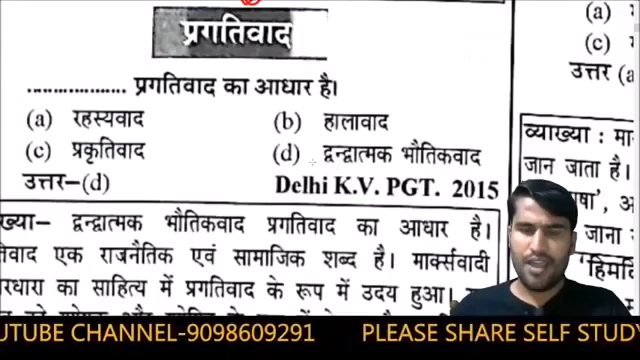 प्रगतिवाद
................... प्रगतिवाद का आधार है।
(a) रहस्यवाद (b) हालावाद
(c) प्रकृतिवाद (d) द्वन्द्वात्मक भौतिकवाद
उत्तर–(d) Delhi K.V. PGT. 2015
द्वन्द्वात्मक भौतिकवाद प्रगतिवाद का आधार है।
एक राजनैतिक एवं सामाजिक शब्द है। मार्क्सवादी
का साहित्य में प्रगतिवाद के रूप में उदय हुआ।
(a)
(c)
उत्तर (a
व्याख्या :
जान जाता है।
जाना
UTUBE CHANNEL-9098609291 PLEASE SHARE SELF STUDY